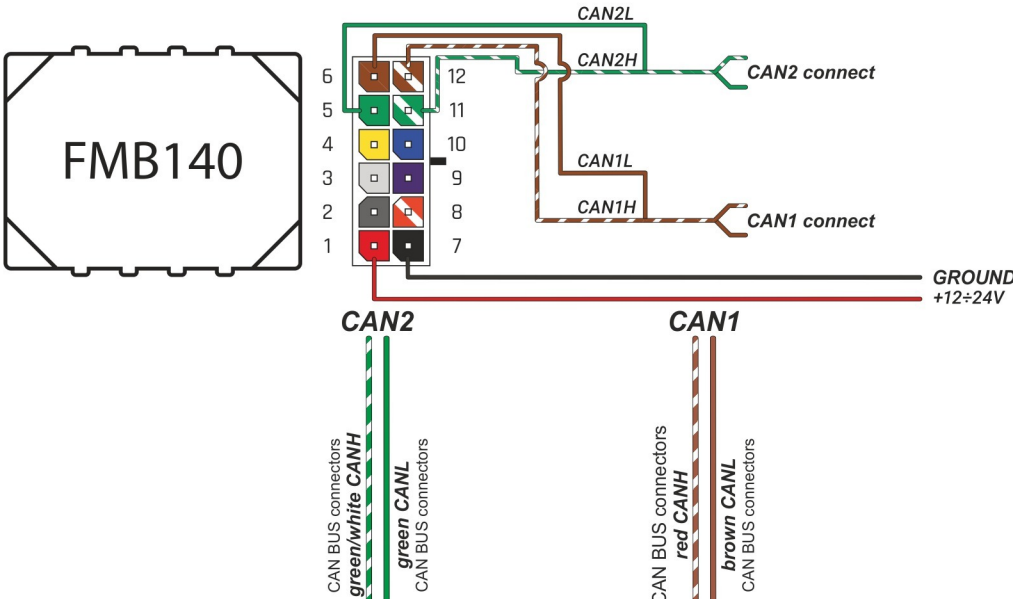 CAN2L
CAN2H
CAN2 connect
FMB140
6
12
5
11
4
10
3
9
2
8
1
7
CAN1L
CAN1H
CAN1 connect
GROUND
+12÷24V
CAN2
CAN1
CAN BUS connectors
green/white CANH
green CANL
CAN BUS connectors
CAN BUS connectors
red CANH
brown CANL
CAN BUS connectors